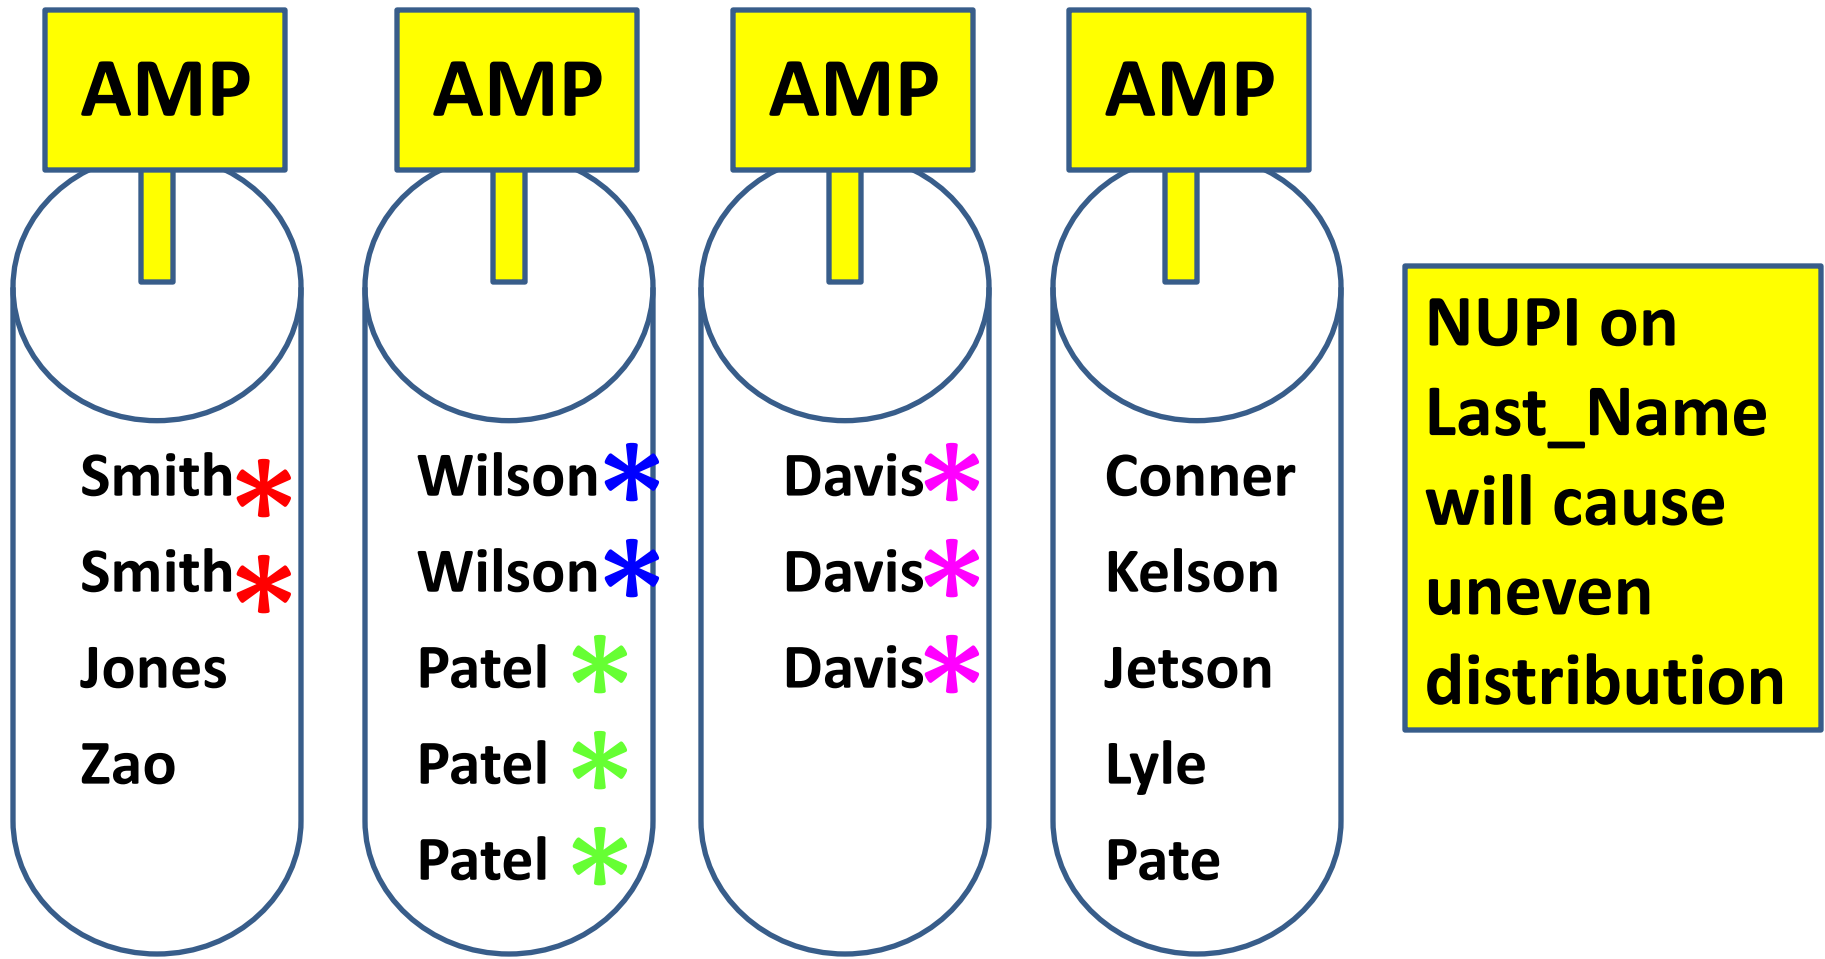 AMP
AMP
AMP
AMP
Smith*
Smith*
Jones
Zao
Wilson*
Wilson*
Patel *
Patel *
Patel *
Davis*
Davis*
Davis*
Conner
Kelson
Jetson
Lyle
Pate
NUPI on
Last_Name
will cause
uneven
distribution